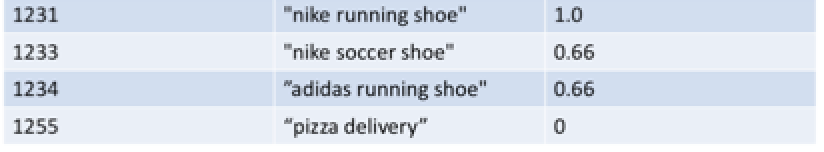 1231 "nike running shoe" 1.0
1233 "nike soccer shoe" 0.66
1234 “adidas running shoe" 0.66
1255 “pizza delivery” 0